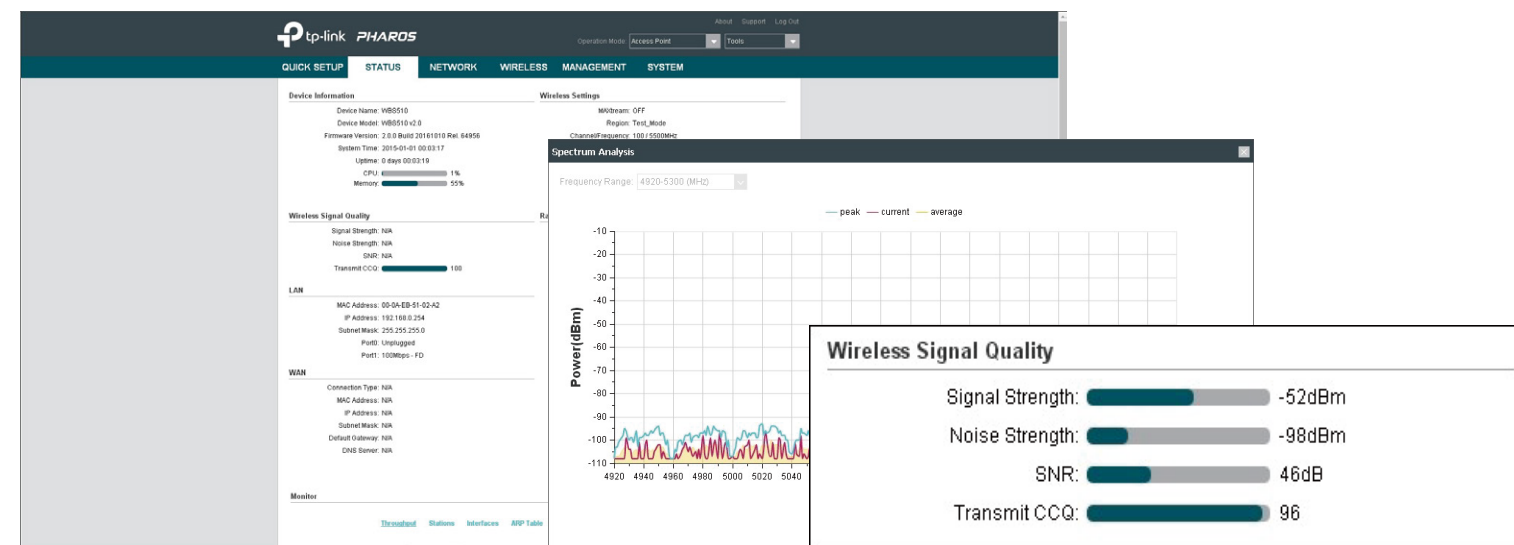 About Support Log Out
tp-link PHAROS
Operation Mode Access Point Tools
QUICK SETUP STATUS NETWORK WIRELESS MANAGEMENT SYSTEM
Device Information
Device Name: WBS510
Device Model: WBS510 v2.0
Firmware Version: 2.0.0 Build 20161010 Rel. 64956
System Time: 2015-01-01 00:03:17
Uptime: 0 days 00:03:19
CPU: 1%
Memory: 55%
Wireless Settings
MAXtream: OFF
Region: Test_Mode
Channel/Frequency: 100 / 5500MHz
Wireless Signal Quality
Signal Strength: N/A
Noise Strength: N/A
SNR: N/A
Transmit CCQ: 100
Ra
LAN
MAC Address: 00-0A-EB-51-02-A2
IP Address: 192.168.0.254
Subnet Mask: 255.255.255.0
Port0: Unplugged
Port1: 100Mbps - FD
WAN
Connection Type: N/A
MAC Address: N/A
IP Address: N/A
Subnet Mask: N/A
Default Gateway: N/A
DNS Server: N/A
Monitor
Throughput Stations Interfaces ARP Table
Spectrum Analysis
Frequency Range: 4920-5300 (MHz)
peak current average
Power(dBm)
-10
-20
-30
-40
-50
-60
-70
-80
-90
-100
-110
4920 4940 4960 4980 5000 5020 5040
Wireless Signal Quality
Signal Strength: -52dBm
Noise Strength: -98dBm
SNR: 46dB
Transmit CCQ: 96